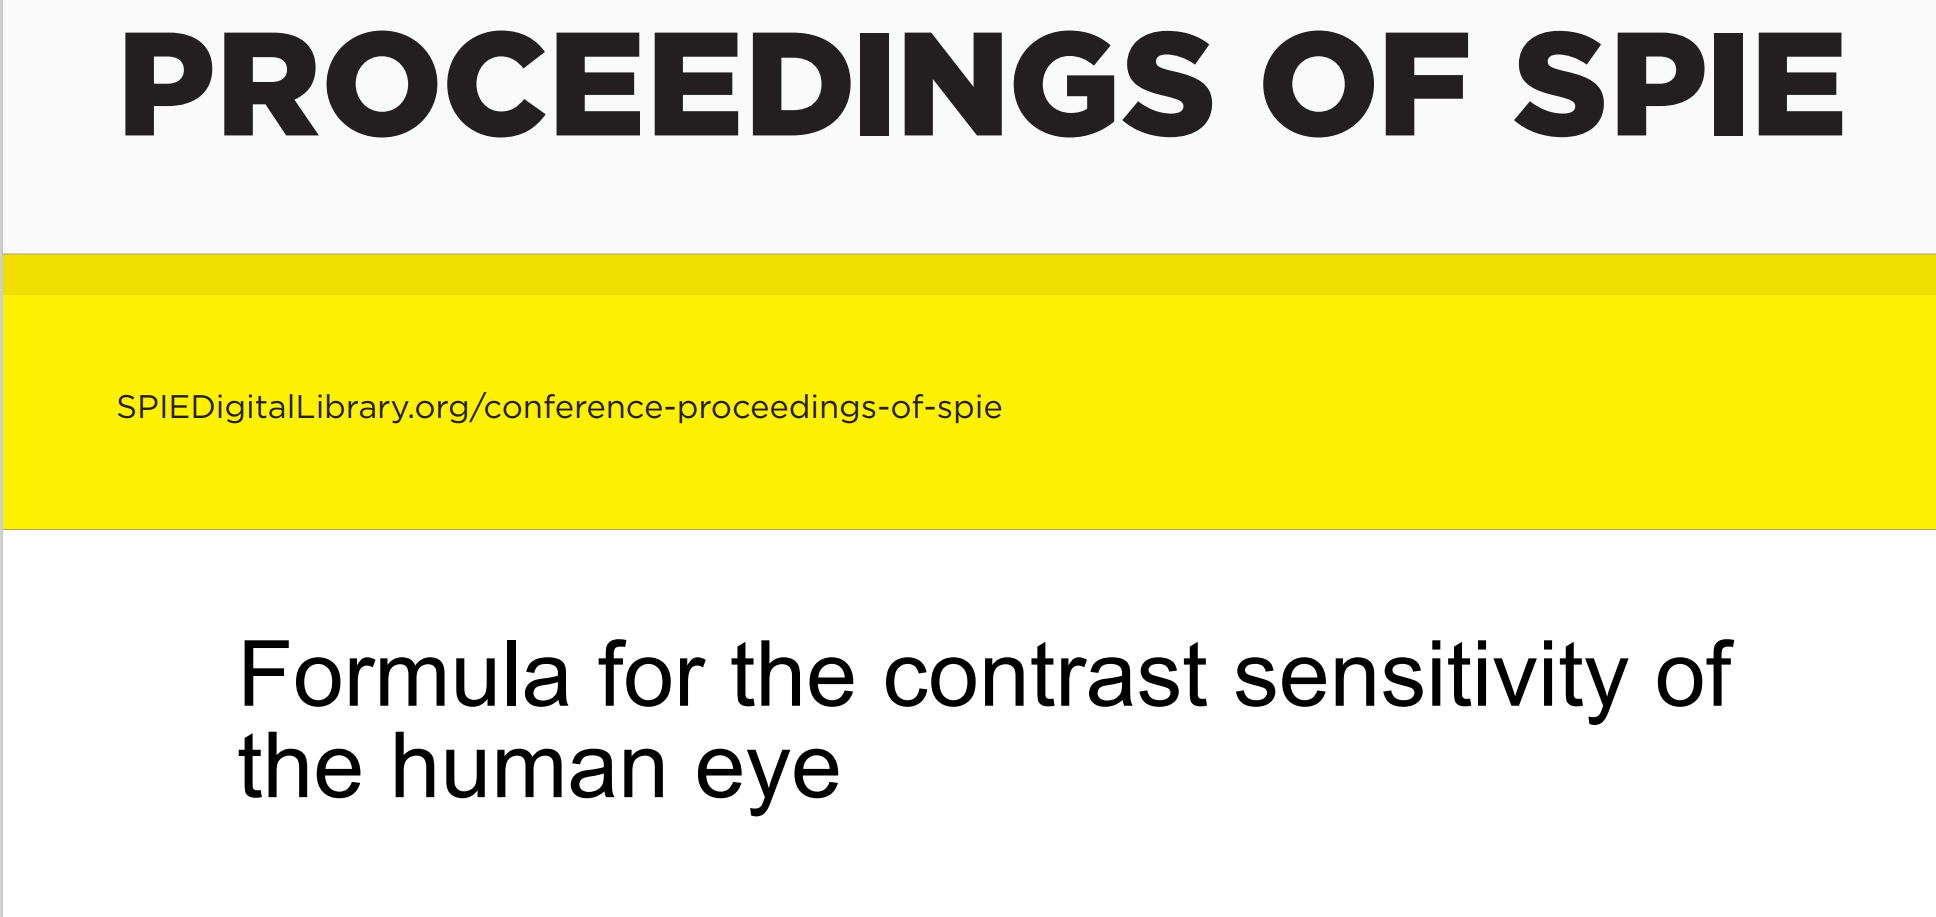 PROCEEDINGS OF SPIE
SPIEDigitalLibrary.org/conference-proceedings-of-spie
Formula for the contrast sensitivity of
the human eye